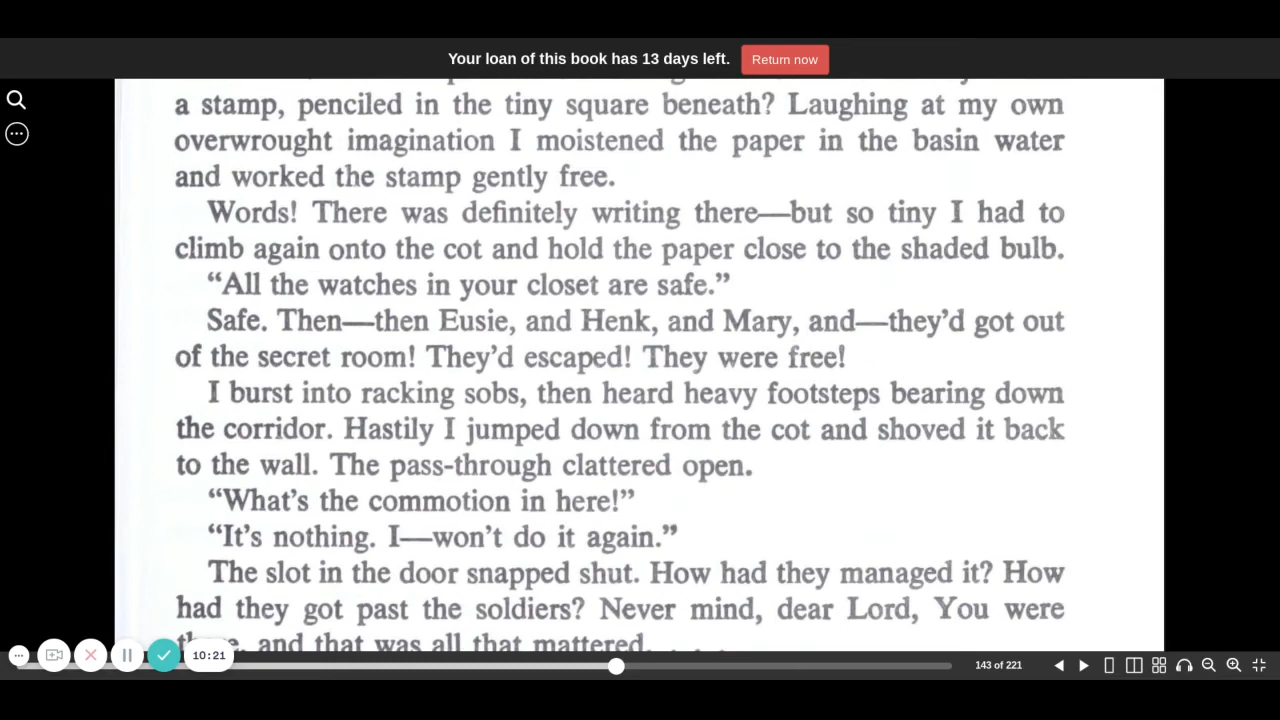 Your loan of this book has 13 days left. Return now
a stamp, penciled in the tiny square beneath? Laughing at my own
overwrought imagination I moistened the paper in the basin water
and worked the stamp gently free.
Words! There was definitely writing there—but so tiny I had to
climb again onto the cot and hold the paper close to the shaded bulb.
“All the watches in your closet are safe.”
Safe. Then—then Eusie, and Henk, and Mary, and—they’d got out
of the secret room! They’d escaped! They were free!
I burst into racking sobs, then heard heavy footsteps bearing down
the corridor. Hastily I jumped down from the cot and shoved it back
to the wall. The pass-through clattered open.
“What’s the commotion in here!”
“It’s nothing. I—won’t do it again.”
The slot in the door snapped shut. How had they managed it? How
had they got past the soldiers? Never mind, dear Lord, You were
and that was all that mattered.
10:21
143 of 221